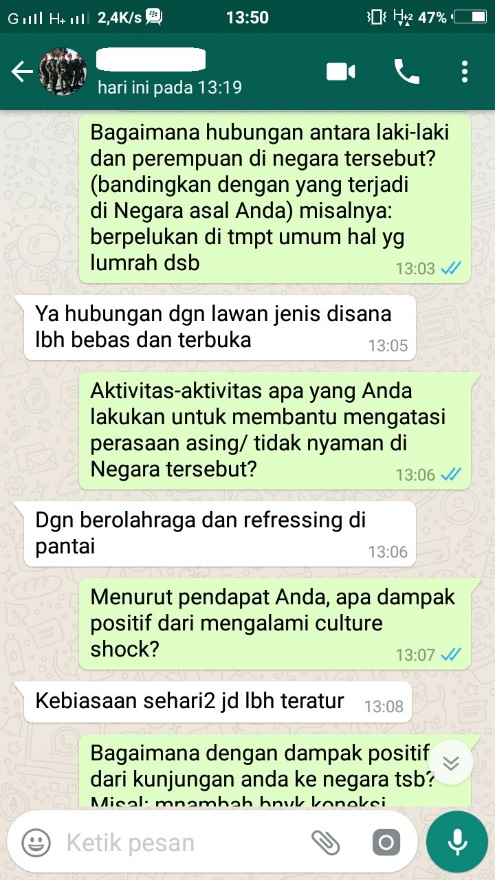 G H+ 2,4K/s 13:50 H+2 47%
hari ini pada 13:19
Bagaimana hubungan antara laki-laki
dan perempuan di negara tersebut?
(bandingkan dengan yang terjadi
di Negara asal Anda) misalnya:
berpelukan di tmpt umum hal yg
lumrah dsb 13:03
Ya hubungan dgn lawan jenis disana
lbh bebas dan terbuka 13:05
Aktivitas-aktivitas apa yang Anda
lakukan untuk membantu mengatasi
perasaan asing/ tidak nyaman di
Negara tersebut? 13:06
Dgn berolahraga dan refressing di
pantai 13:06
Menurut pendapat Anda, apa dampak
positif dari mengalami culture
shock? 13:07
Kebiasaan sehari2 jd lbh teratur 13:08
Bagaimana dengan dampak positif
dari kunjungan anda ke negara tsb?
Misal: mnambah bnyk koneksi
Ketik pesan